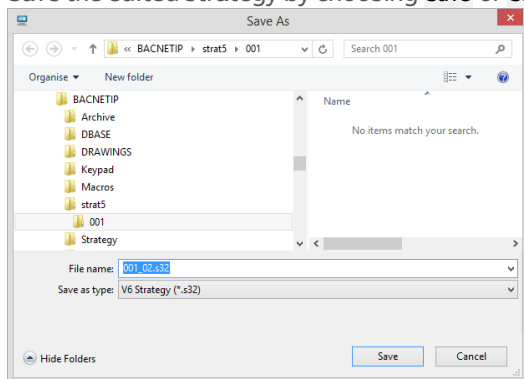 Save As
« BACNETIP › strat5 › 001
Search 001
Organise
New folder
BACNETIP
Archive
DBASE
DRAWINGS
Keypad
Macros
strat5
001
Strategy
Name
No items match your search.
File name: 001_02.s32
Save as type: V6 Strategy (*.s32)
Hide Folders
Save
Cancel